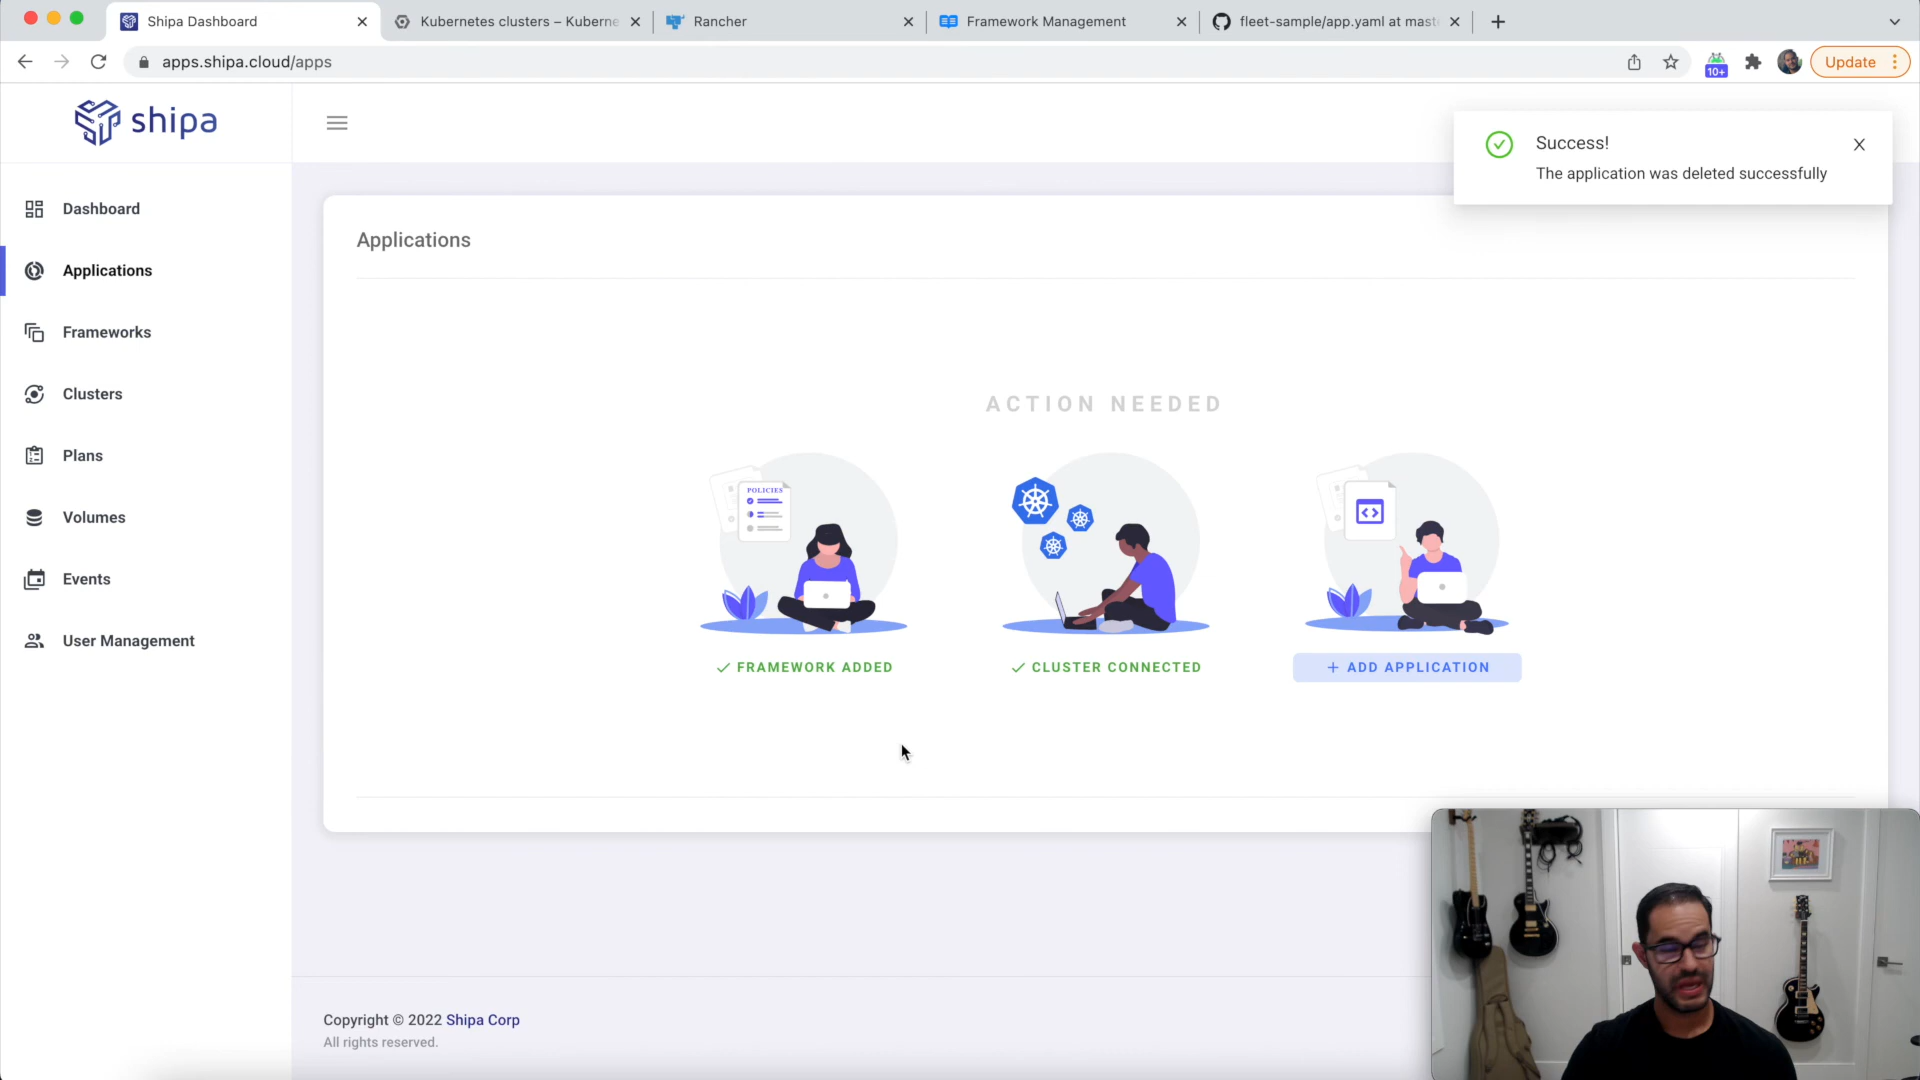 Shipa Dashboard
Kubernetes clusters – Kuberne
Rancher
Framework Management
fleet-sample/app.yaml at mast
apps.shipa.cloud/apps
10+
Update
shipa
Success!
The application was deleted successfully
Dashboard
Applications
Frameworks
Clusters
Plans
Volumes
Events
User Management
Applications
ACTION NEEDED
POLICIES
FRAMEWORK ADDED
CLUSTER CONNECTED
+ ADD APPLICATION
Copyright © 2022 Shipa Corp
All rights reserved.